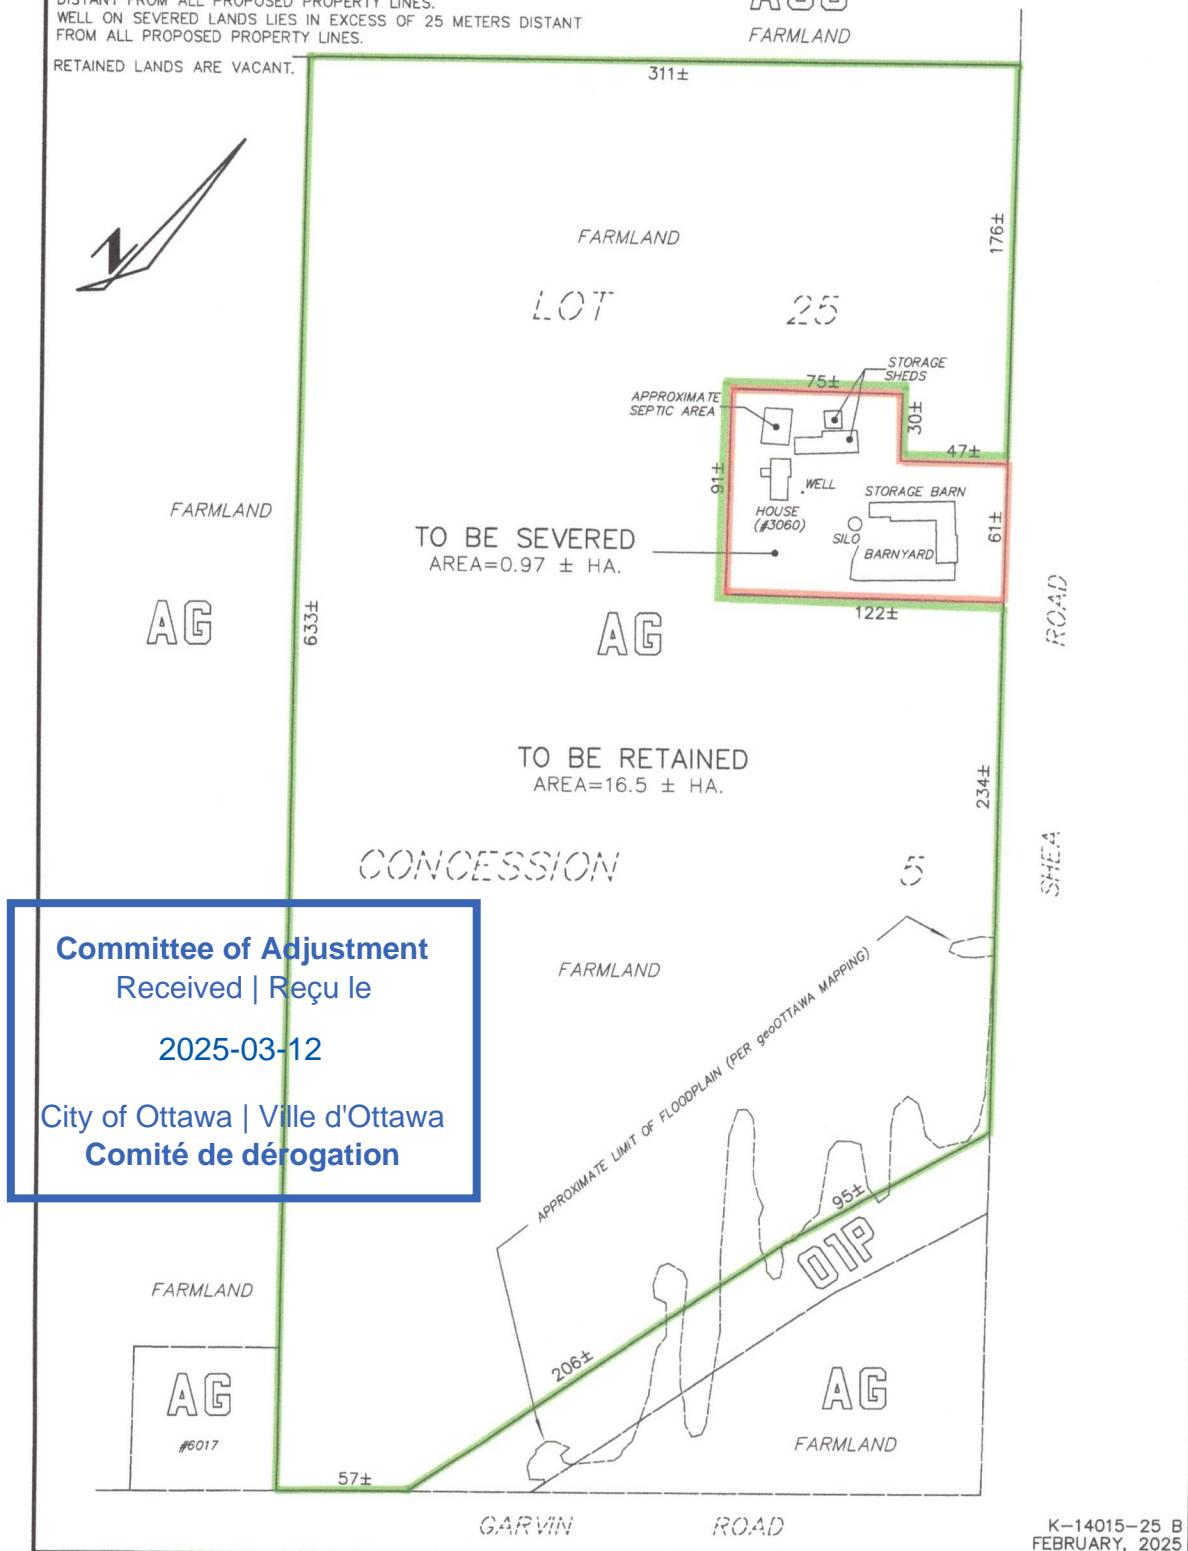 DISTANT FROM ALL PROPOSED PROPERTY LINES.
WELL ON SEVERED LANDS LIES IN EXCESS OF 25 METERS DISTANT
FROM ALL PROPOSED PROPERTY LINES.
RETAINED LANDS ARE VACANT.
FARMLAND
311±
N
FARMLAND
176±
LOT 25
STORAGE
SHEDS
75±
APPROXIMATE
SEPTIC AREA
30±
47±
91±
WELL
STORAGE BARN
HOUSE
(#3060)
SILO
BARNYARD
61±
FARMLAND
TO BE SEVERED
AREA=0.97 ± HA.
122±
AG
633±
AG
ROAD
TO BE RETAINED
AREA=16.5 ± HA.
234±
CONCESSION 5
SHEA
Committee of Adjustment
Received | Reçu le
2025-03-12
City of Ottawa | Ville d'Ottawa
Comité de dérogation
FARMLAND
APPROXIMATE LIMIT OF FLOODPLAIN (PER geoOTTAWA MAPPING)
95±
O1P
FARMLAND
206±
AG
#6017
AG
FARMLAND
57±
GARVIN ROAD
K-14015-25 B
FEBRUARY, 2025